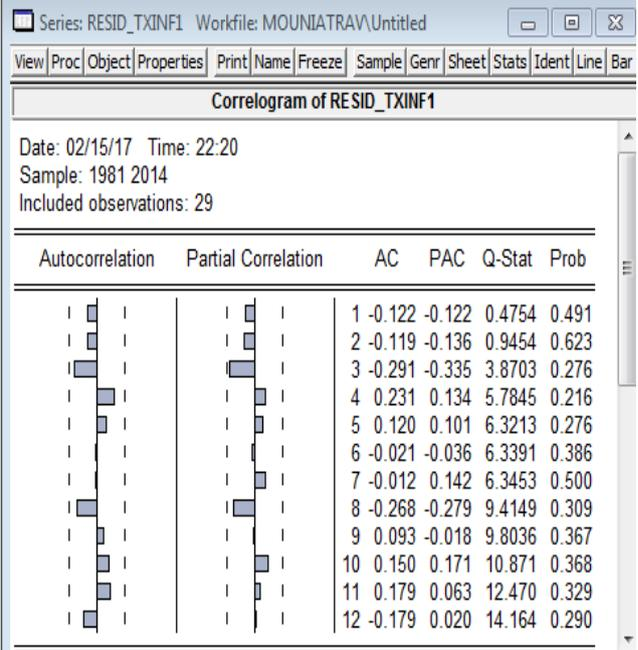 Series: RESID_TXINF1 Workfile: MOUNIATRAV\Untitled
View Proc Object Properties Print Name Freeze Sample Genr Sheet Stats Ident Line Bar
Correlogram of RESID_TXINF1
Date: 02/15/17 Time: 22:20
Sample: 1981 2014
Included observations: 29
Autocorrelation Partial Correlation AC PAC Q-Stat Prob
1 -0.122 -0.122 0.4754 0.491
2 -0.119 -0.136 0.9454 0.623
3 -0.291 -0.335 3.8703 0.276
4 0.231 0.134 5.7845 0.216
5 0.120 0.101 6.3213 0.276
6 -0.021 -0.036 6.3391 0.386
7 -0.012 0.142 6.3453 0.500
8 -0.268 -0.279 9.4149 0.309
9 0.093 -0.018 9.8036 0.367
10 0.150 0.171 10.871 0.368
11 0.179 0.063 12.470 0.329
12 -0.179 0.020 14.164 0.290